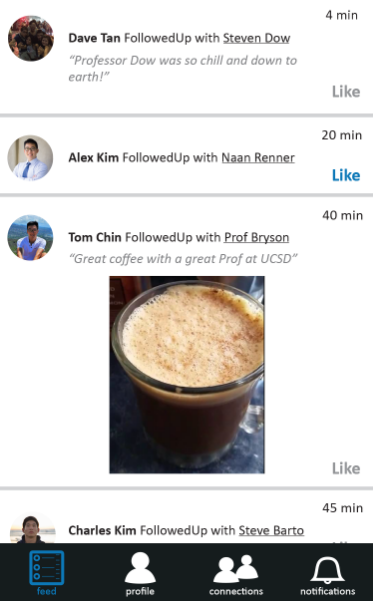 4 min
Dave Tan FollowedUp with Steven Dow
“Professor Dow was so chill and down to
earth!”
Like
20 min
Alex Kim FollowedUp with Naan Renner
Like
40 min
Tom Chin FollowedUp with Prof Bryson
“Great coffee with a great Prof at UCSD”
Like
45 min
Charles Kim FollowedUp with Steve Barto
feed
profile
connections
notifications